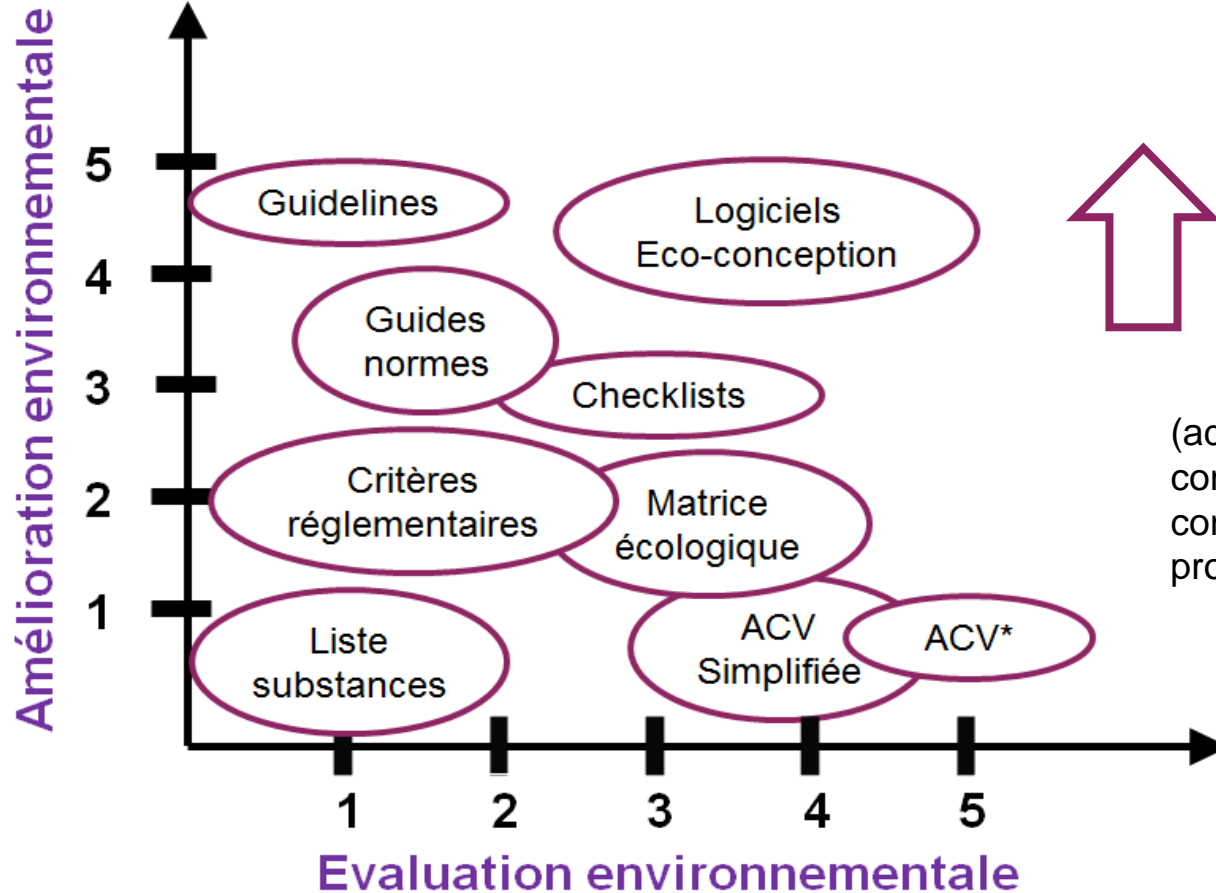 Amélioration environnementale
5
4
3
2
1
Guidelines
Logiciels
Eco-conception
Guides
normes
Checklists
Critères
réglementaires
Matrice
écologique
Liste
substances
ACV
Simplifiée
ACV*
1
2
3
4
5
Evaluation environnementale